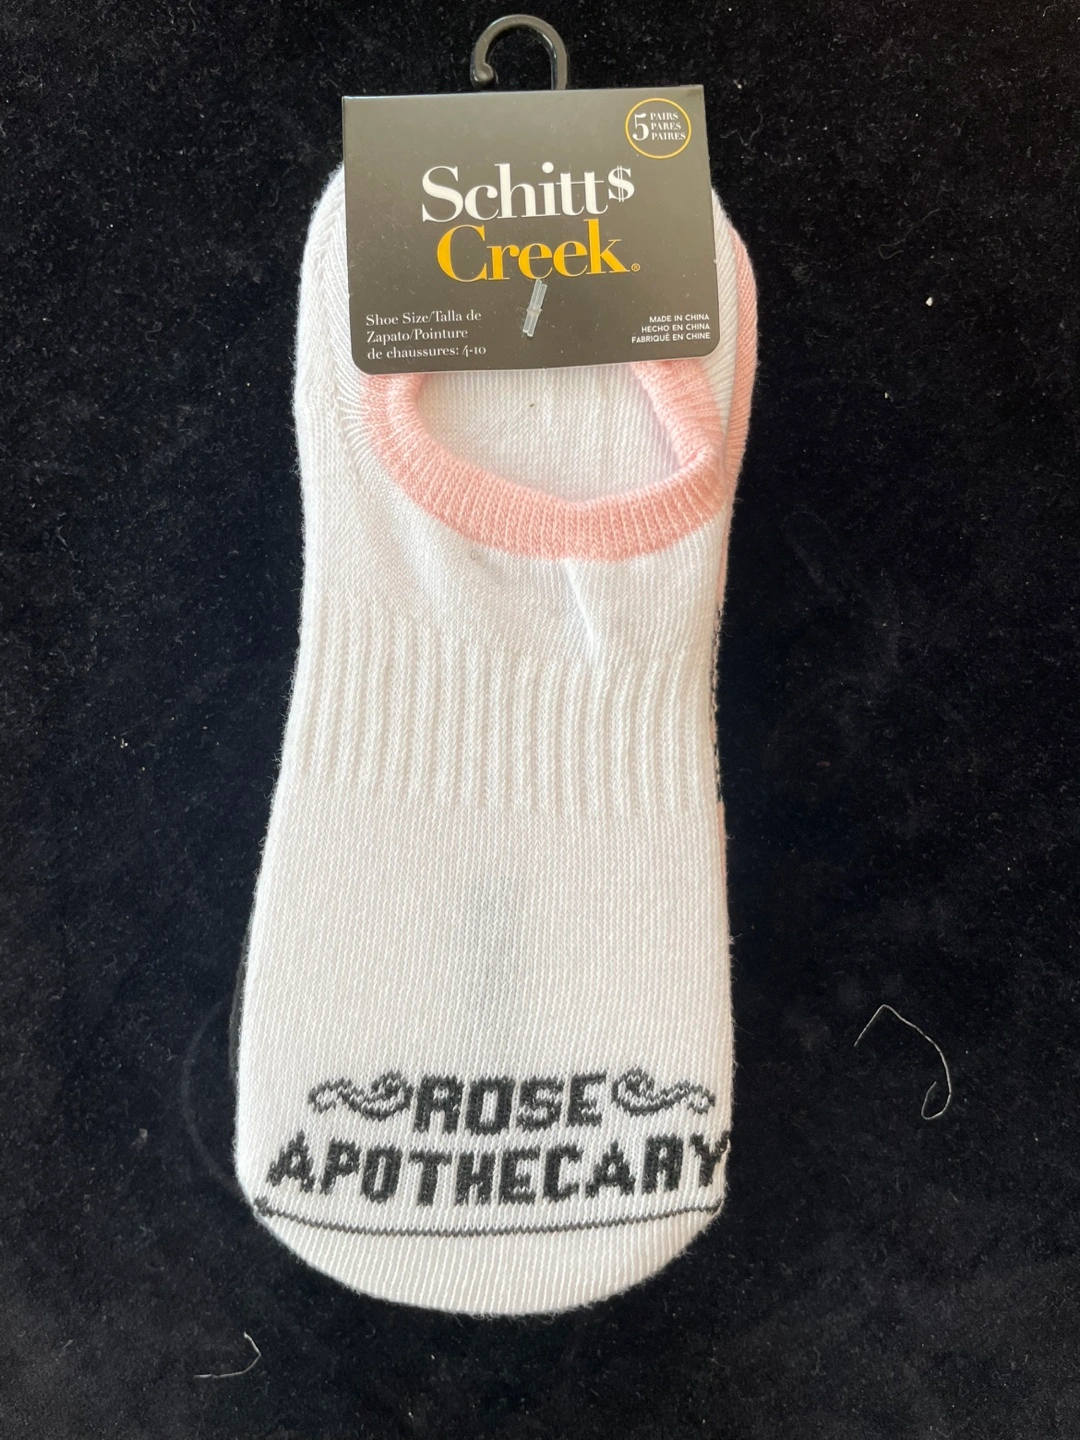 5 PAIRS
PARES
PAIRES
Schitt$
Creek®
Shoe Size/Talla de
Zapato/Pointure
de chaussures: 4-10
MADE IN CHINA
HECHO EN CHINA
FABRIQUÉ EN CHINE
ROSE
APOTHECARY